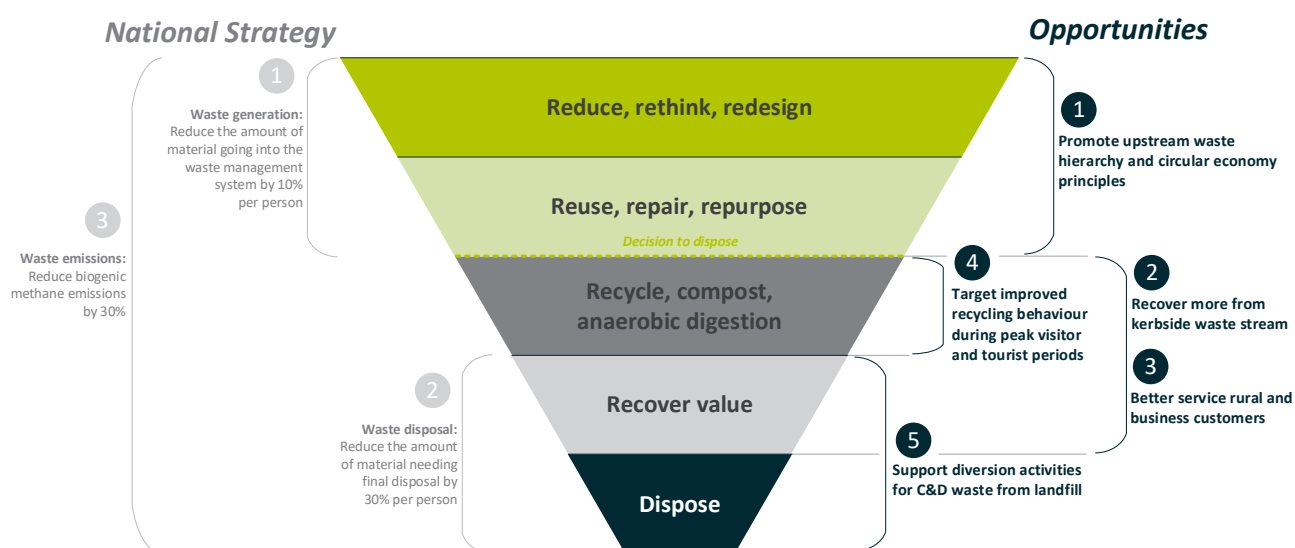 National Strategy
Opportunities
1
Waste generation:
Reduce the amount of
material going into the
waste management
system by 10%
per person
3
Waste emissions:
Reduce biogenic
methane emissions
by 30%
2
Waste disposal:
Reduce the amount
of material needing
final disposal by
30% per person
Reduce, rethink, redesign
Reuse, repair, repurpose
Decision to dispose
Recycle, compost,
anaerobic digestion
Recover value
Dispose
1
Promote upstream waste
hierarchy and circular economy
principles
4
Target improved
recycling behaviour
during peak visitor
and tourist periods
2
Recover more from
kerbside waste stream
3
Better service rural and
business customers
5
Support diversion activities
for C&D waste from landfill